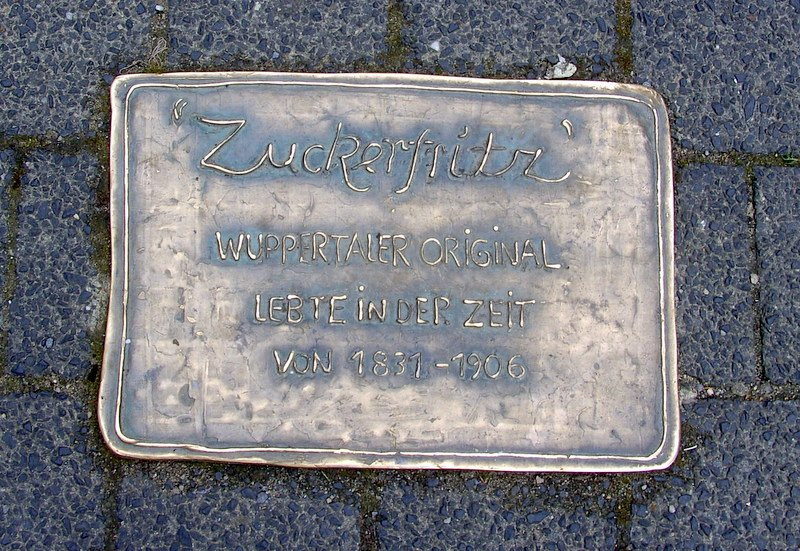 "Zuckerfritz"
WUPPERTALER ORIGINAL
LEBTE IN DER ZEIT
VON 1831-1906